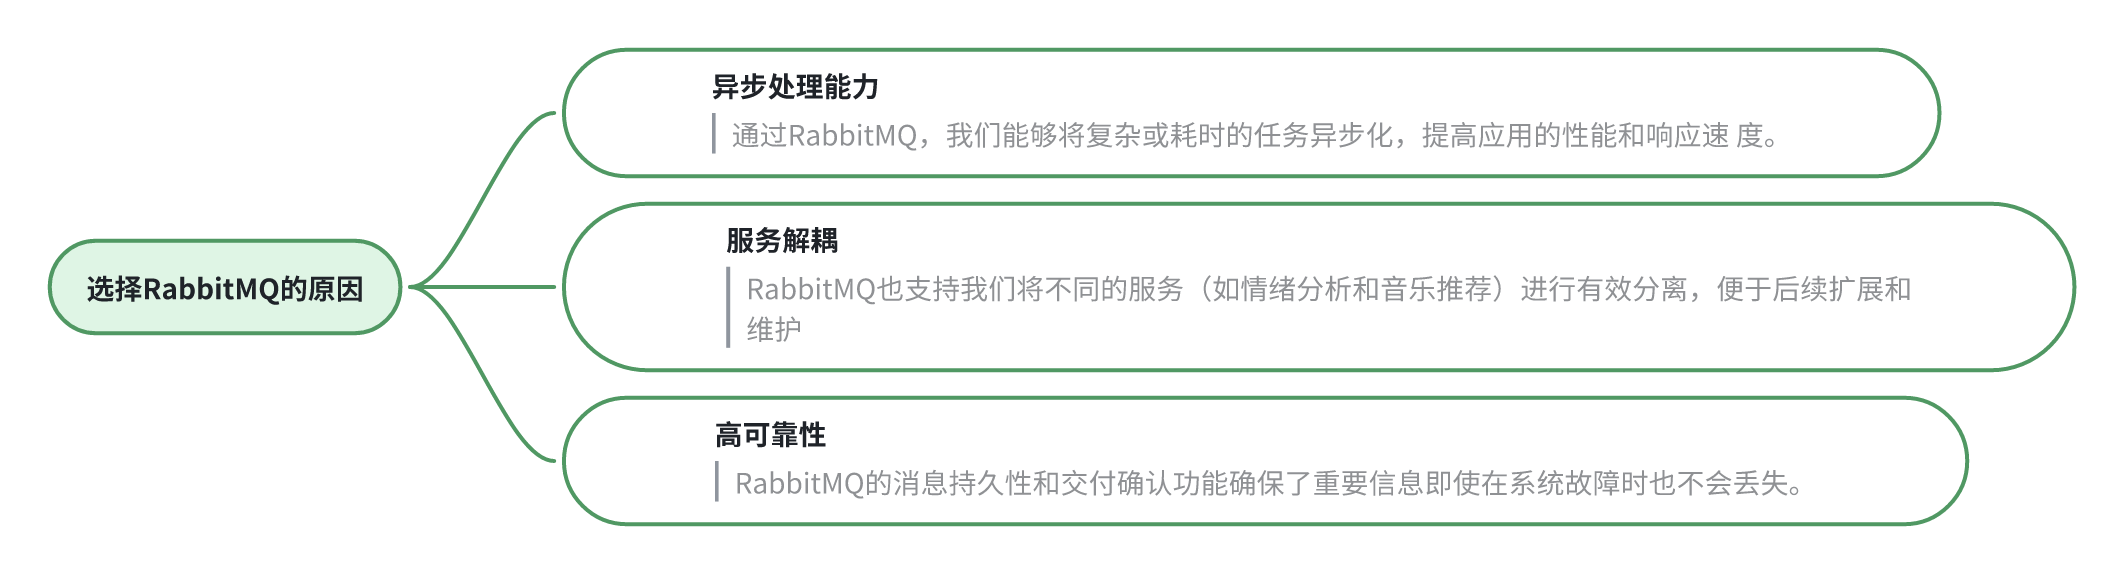 选择RabbitMQ的原因
异步处理能力
通过RabbitMQ，我们能够将复杂或耗时的任务异步化，提高应用的性能和响应速 度。
服务解耦
RabbitMQ也支持我们将不同的服务（如情绪分析和音乐推荐）进行有效分离，便于后续扩展和
维护
高可靠性
RabbitMQ的消息持久性和交付确认功能确保了重要信息即使在系统故障时也不会丢失。